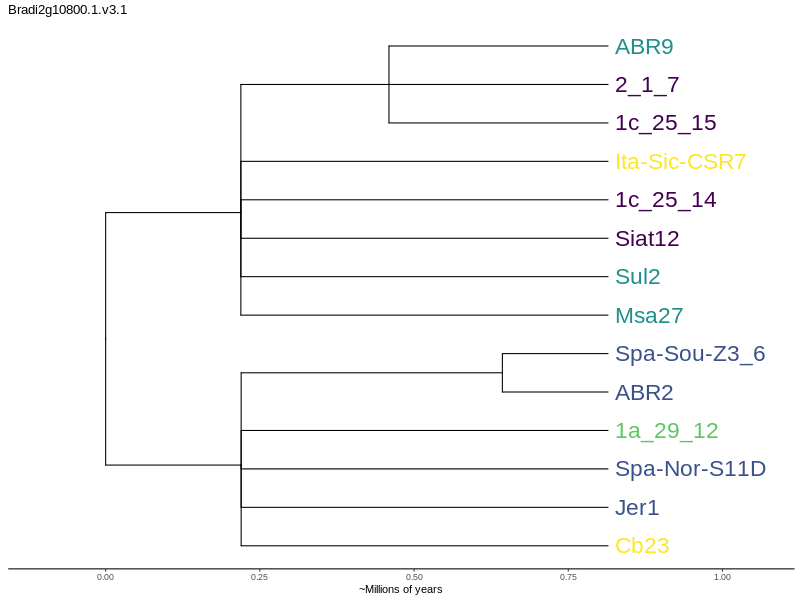 Bradi2g10800.1.v3.1
ABR9
2_1_7
1c_25_15
Ita-Sic-CSR7
1c_25_14
Siat12
Sul2
Msa27
Spa-Sou-Z3_6
ABR2
1a_29_12
Spa-Nor-S11D
Jer1
Cb23
0.00 0.25 0.50 0.75 1.00
~Millions of years